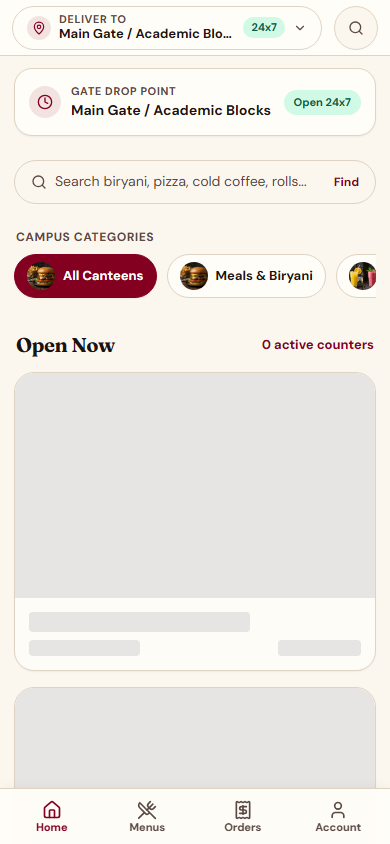 DELIVER TO
Main Gate / Academic Blo...
24x7
GATE DROP POINT
Main Gate / Academic Blocks
Open 24x7
Search biryani, pizza, cold coffee, rolls...
Find
CAMPUS CATEGORIES
All Canteens
Meals & Biryani
Open Now
0 active counters
Home
Menus
Orders
Account